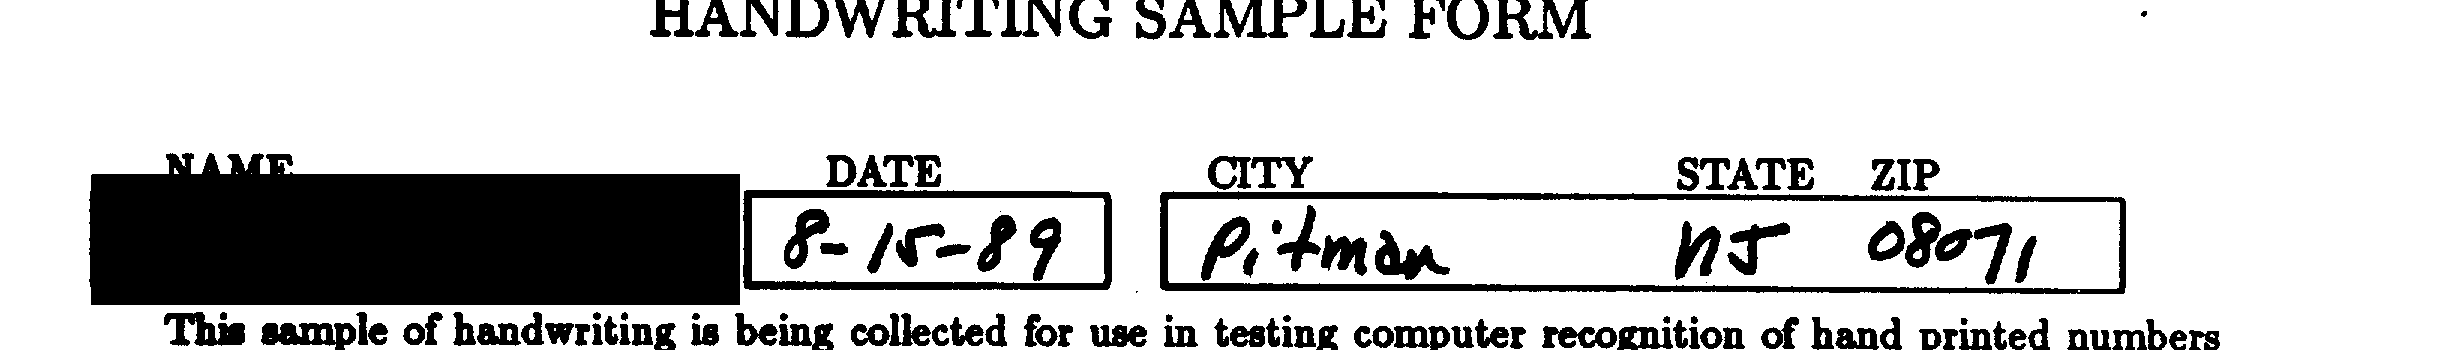 HANDWRITING SAMPLE FORM
NAME DATE CITY STATE ZIP
8-15-89 Pitman NJ 08071
This sample of handwriting is being collected for use in testing computer recognition of hand printed numbers